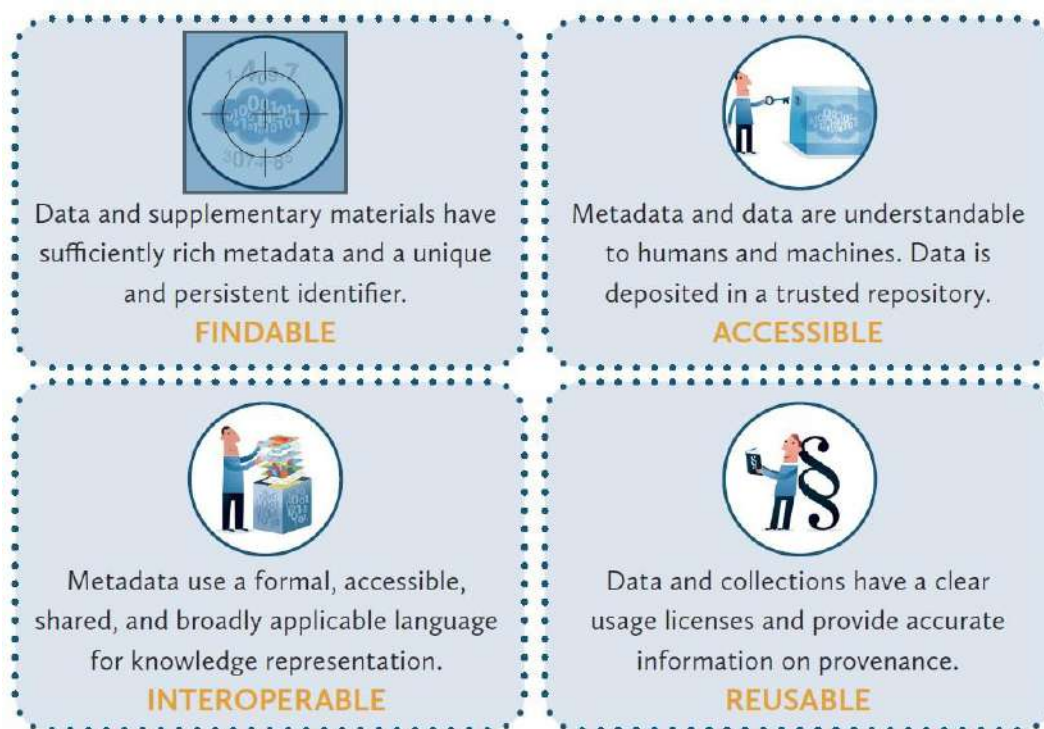 Data and supplementary materials have
sufficiently rich metadata and a unique
and persistent identifier.
FINDABLE
Metadata and data are understandable
to humans and machines. Data is
deposited in a trusted repository.
ACCESSIBLE
Metadata use a formal, accessible,
shared, and broadly applicable language
for knowledge representation.
INTEROPERABLE
Data and collections have a clear
usage licenses and provide accurate
information on provenance.
REUSABLE